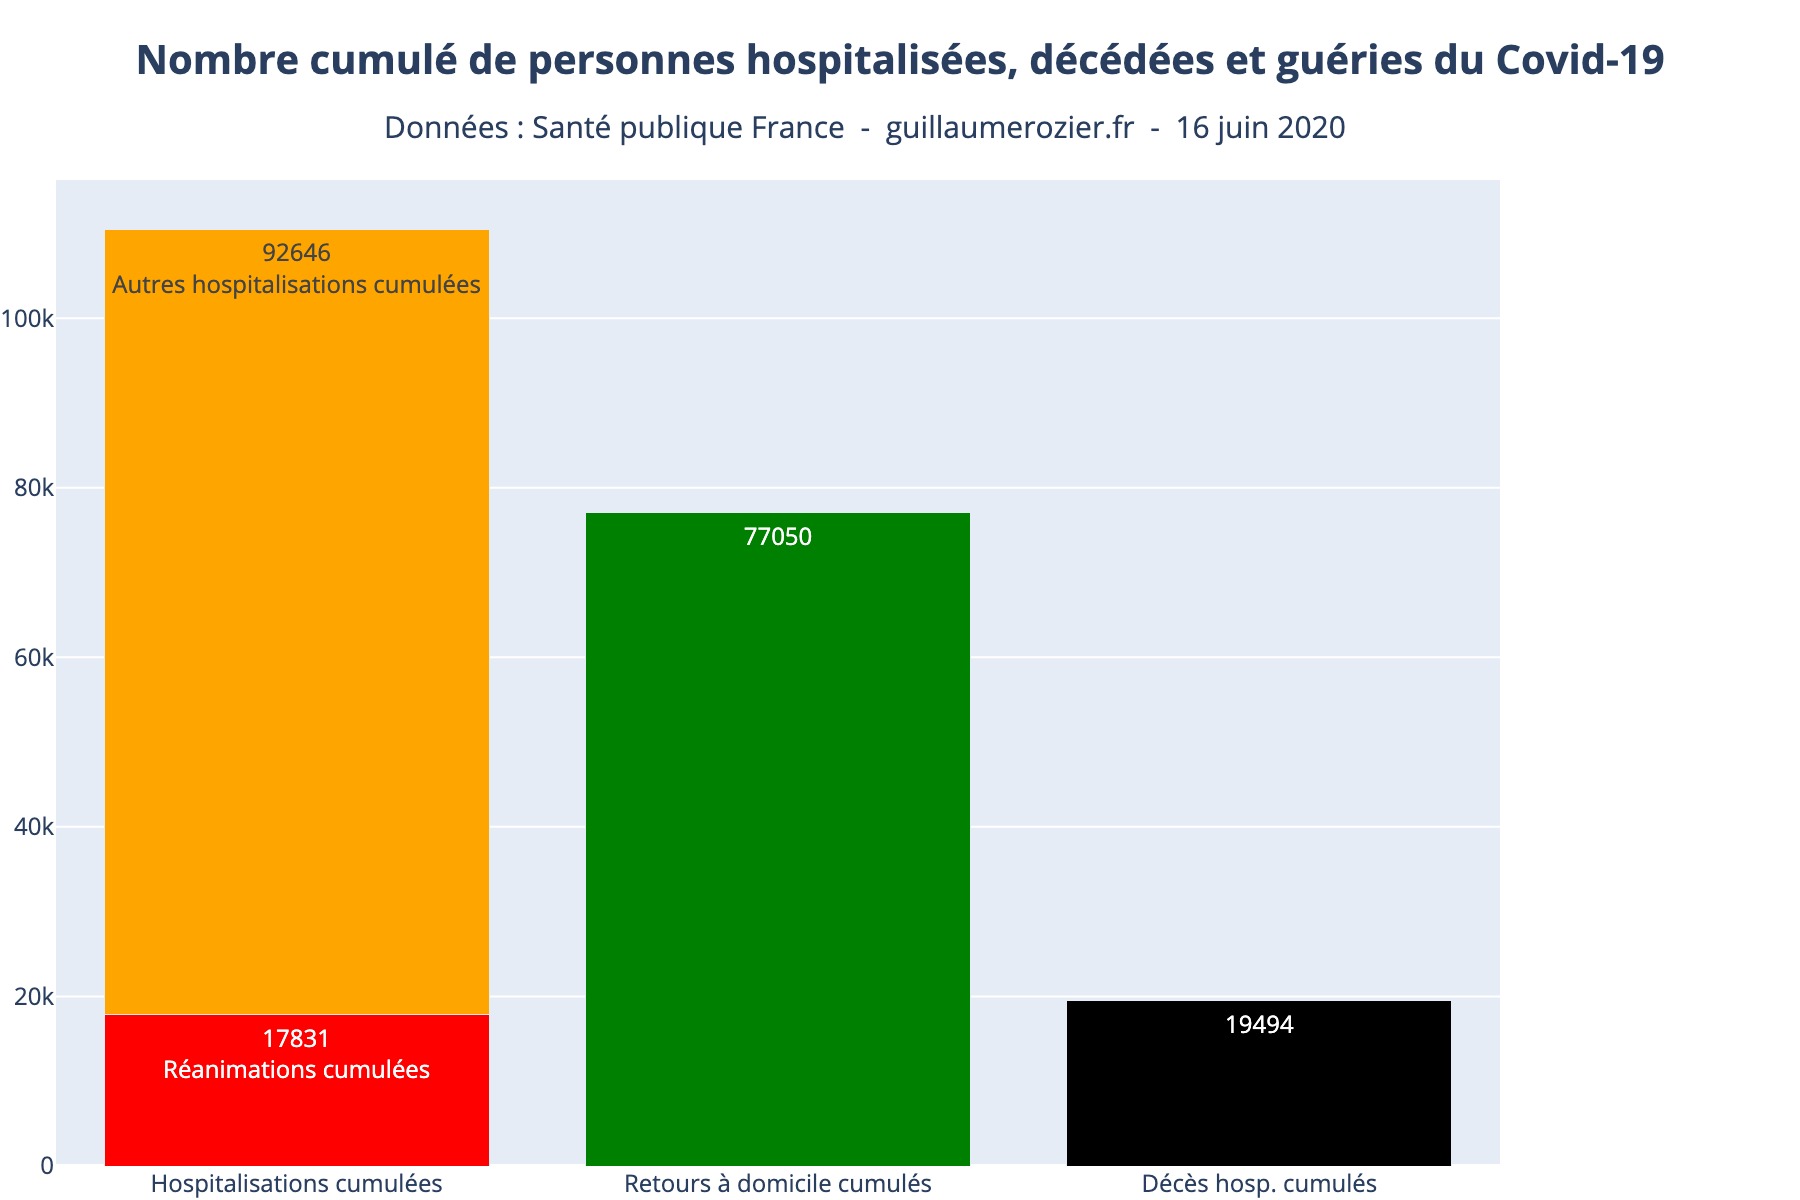 Nombre cumulé de personnes hospitalisées, décédées et guéries du Covid-19
Données : Santé publique France - guillaumerozier.fr - 16 juin 2020
92646
Autres hospitalisations cumulées
100k
80k
77050
60k
40k
20k
17831
Réanimations cumulées
19494
0
Hospitalisations cumulées
Retours à domicile cumulés
Décès hosp. cumulés